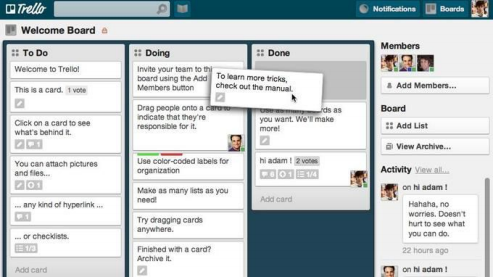 Trello
Notifications
Boards
Welcome Board
To Do
Welcome to Trello!
This is a card.
1 vote
Click on a card to see
what's behind it.
1
You can attach pictures
and files...
1
... any kind of hyperlink ...
1
... or checklists.
1/3
Add card
Doing
Invite your team to this
board using the Add
Members button
Drag people onto a card to
indicate that they're
responsible for it.
Use color-coded labels for
organization
Make as many lists as you
need!
Try dragging cards
anywhere.
Finished with a card?
Archive it.
Done
To learn more tricks,
check out the manual.
Use as many boards as
you want. We'll make
more!
hi adam !
2 votes
6
1
1/4
Add card
Members
Add Members...
Board
Add List
View Archive...
Activity
View all...
on hi adam !
Hahaha, no
worries. Doesn't
hurt to see what
you can do.
22 hours ago
on hi adam !